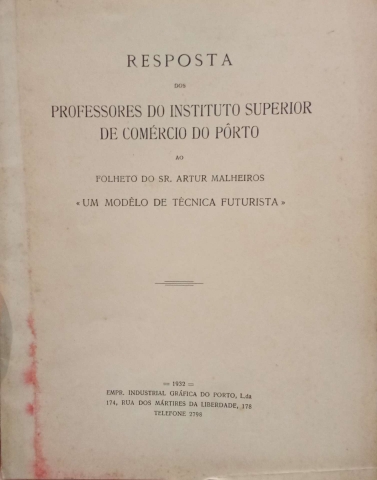 RESPOSTA
DOS
PROFESSORES DO INSTITUTO SUPERIOR
DE COMÉRCIO DO PÔRTO
AO
FOLHETO DO SR. ARTUR MALHEIROS
«UM MODÊLO DE TÉCNICA FUTURISTA»
= 1932 =
EMPR. INDUSTRIAL GRÁFICA DO PORTO, L.da
174, RUA DOS MÁRTIRES DA LIBERDADE, 178
TELEFONE 2798